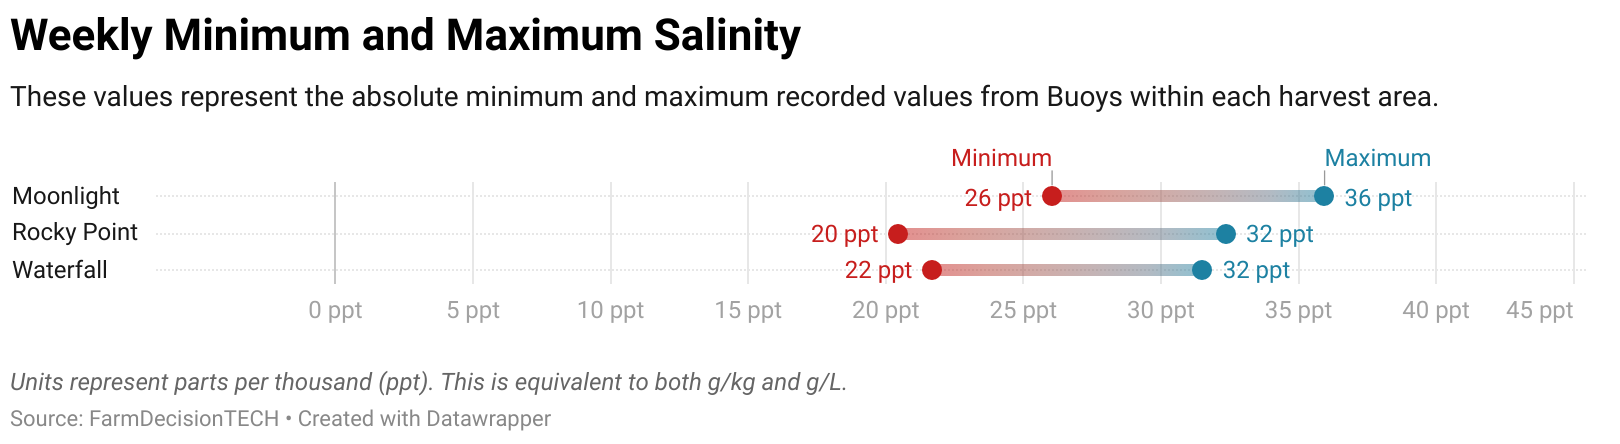 Weekly Minimum and Maximum Salinity
These values represent the absolute minimum and maximum recorded values from Buoys within each harvest area.
Minimum Maximum
Moonlight 26 ppt 36 ppt
Rocky Point 20 ppt 32 ppt
Waterfall 22 ppt 32 ppt
0 ppt 5 ppt 10 ppt 15 ppt 20 ppt 25 ppt 30 ppt 35 ppt 40 ppt 45 ppt
Units represent parts per thousand (ppt). This is equivalent to both g/kg and g/L.
Source: FarmDecisionTECH • Created with Datawrapper